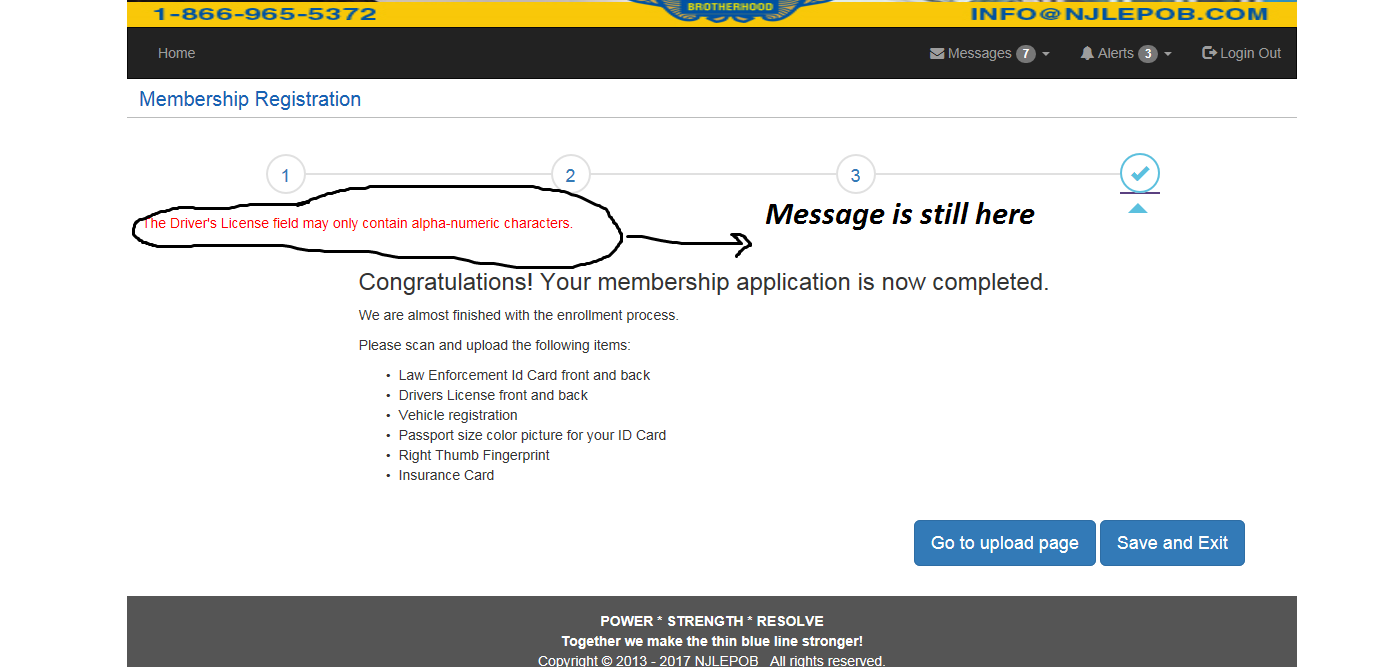 BROTHERHOOD
1-866-965-5372 INFO@NJLEPOB.COM
Home Messages 7 Alerts 3 Login Out
Membership Registration
1 2 3
The Driver's License field may only contain alpha-numeric characters.
Message is still here
Congratulations! Your membership application is now completed.
We are almost finished with the enrollment process.
Please scan and upload the following items:
• Law Enforcement Id Card front and back
• Drivers License front and back
• Vehicle registration
• Passport size color picture for your ID Card
• Right Thumb Fingerprint
• Insurance Card
Go to upload page Save and Exit
POWER * STRENGTH * RESOLVE
Together we make the thin blue line stronger!
Copyright © 2013 - 2017 NJLEPOB All rights reserved.